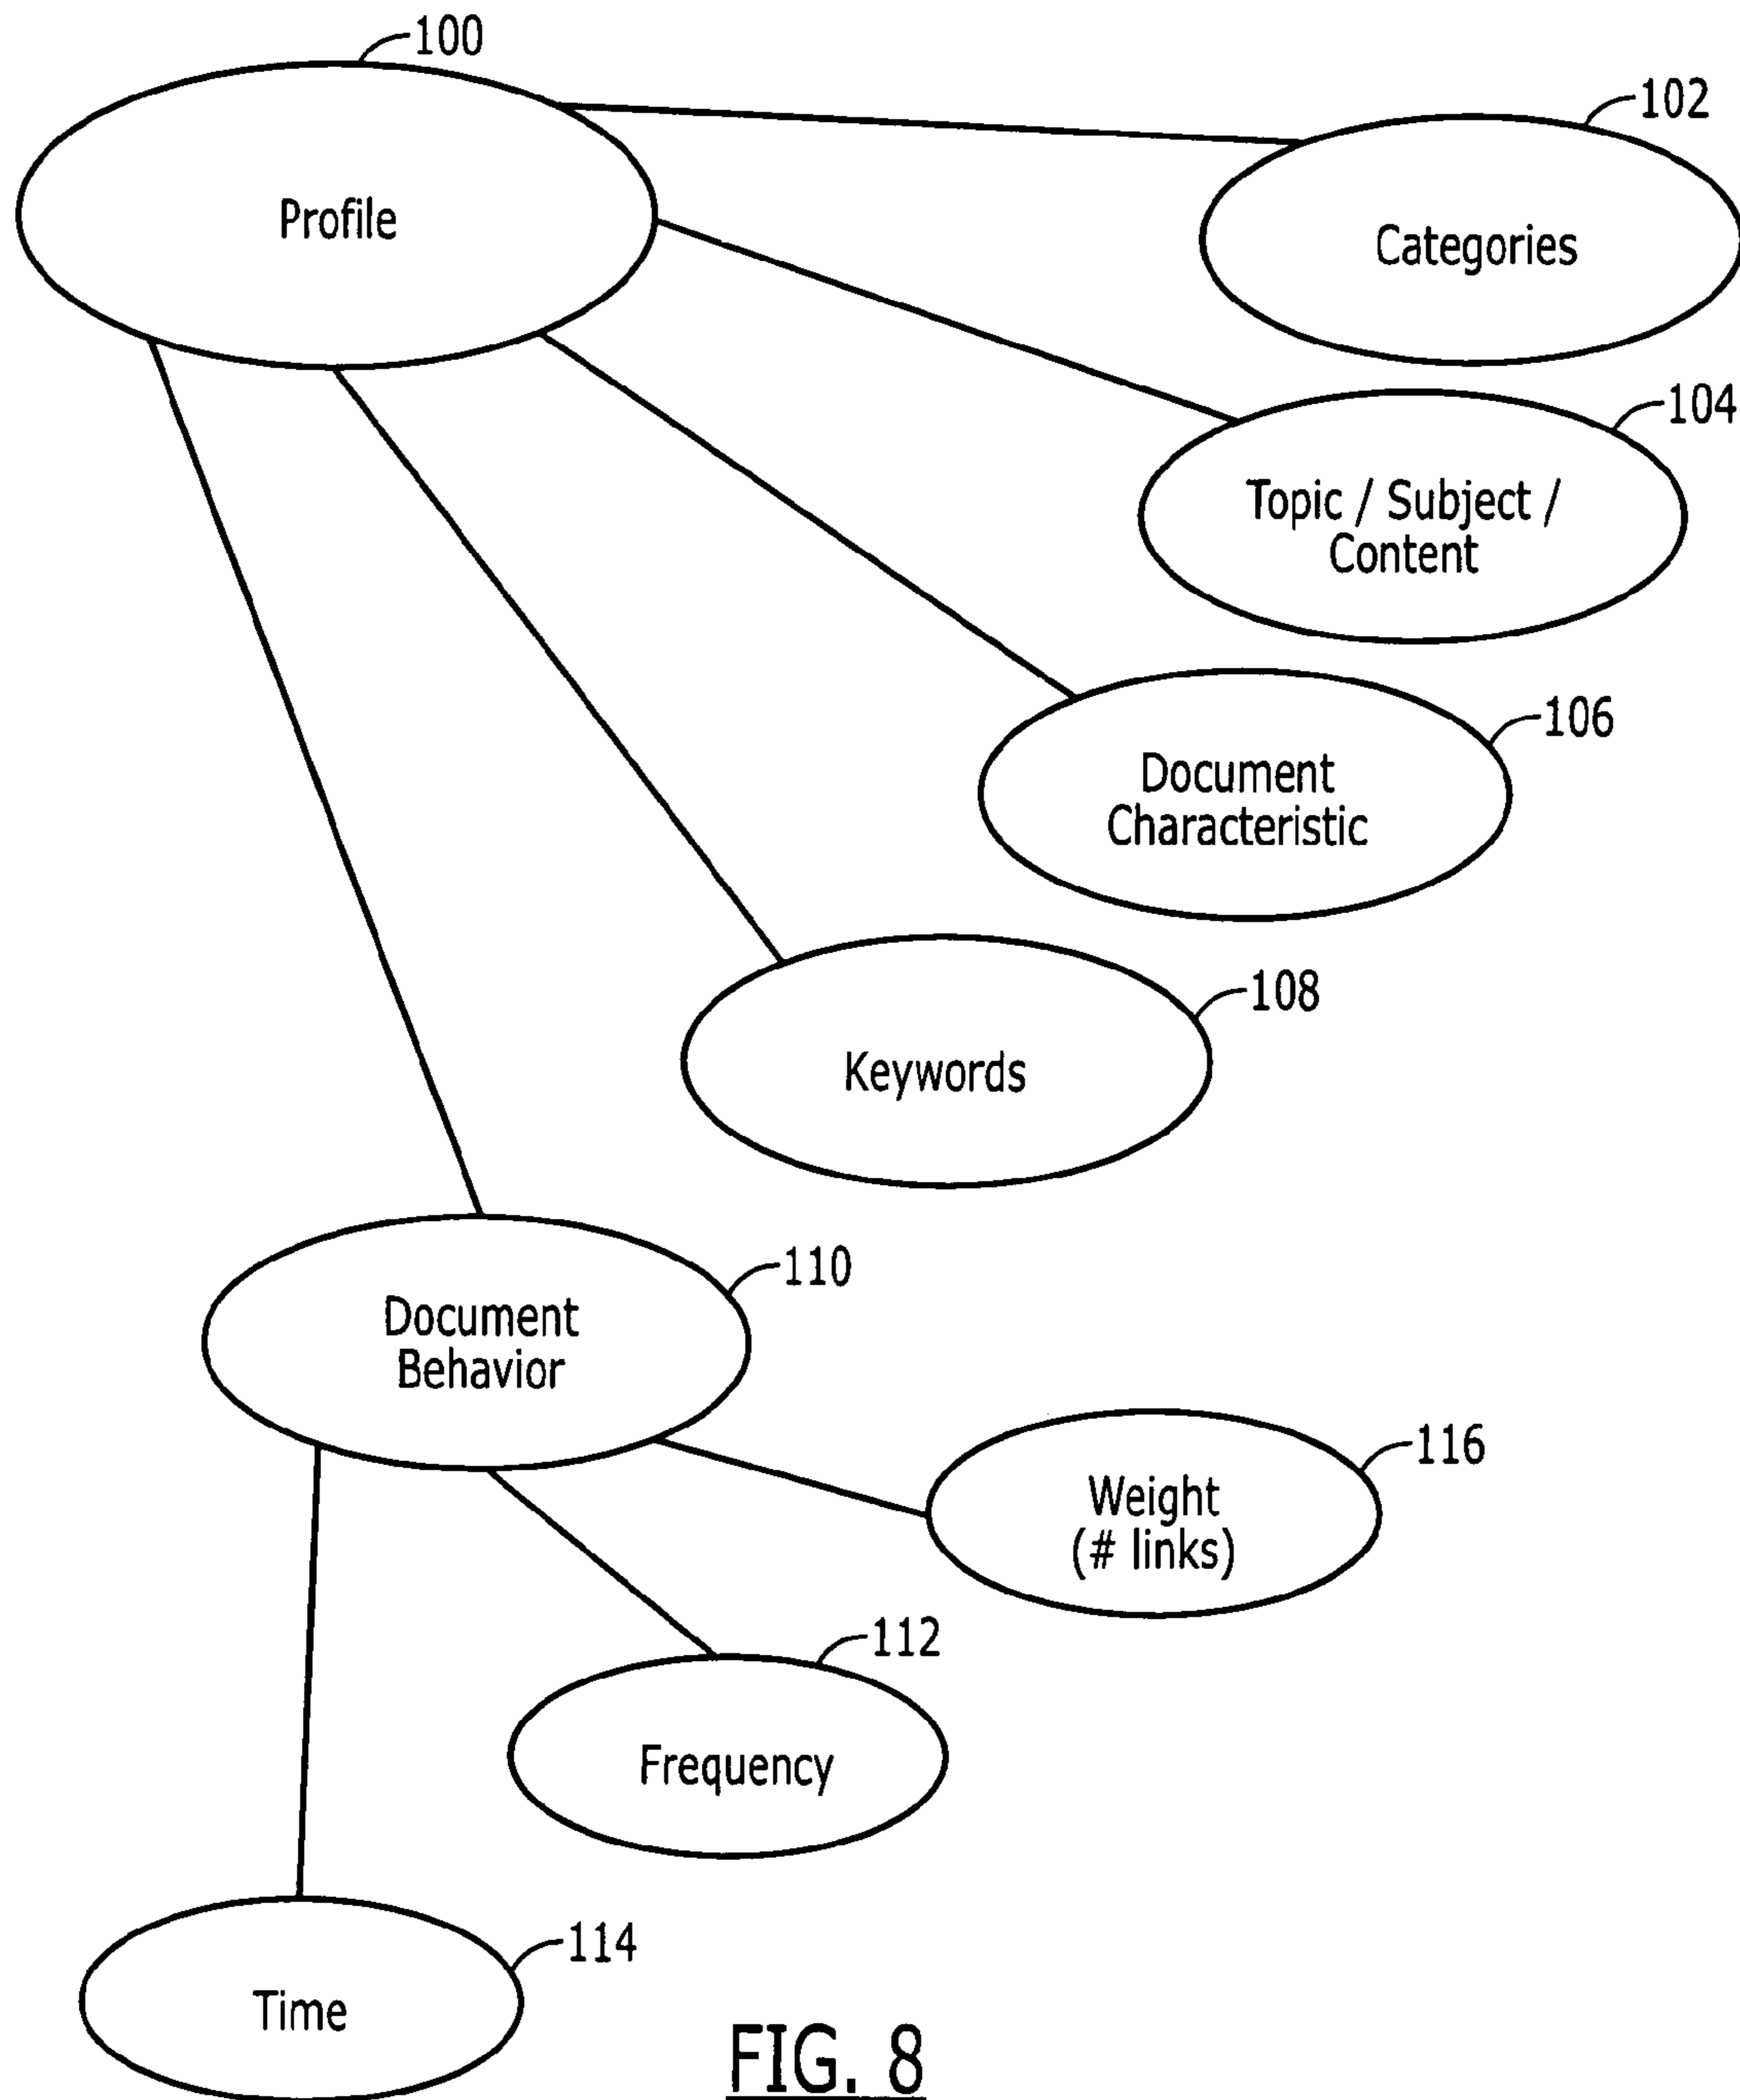 100
Profile
102
Categories
104
Topic / Subject /
Content
106
Document
Characteristic
108
Keywords
110
Document
Behavior
116
Weight
(# links)
112
Frequency
114
Time
FIG. 8